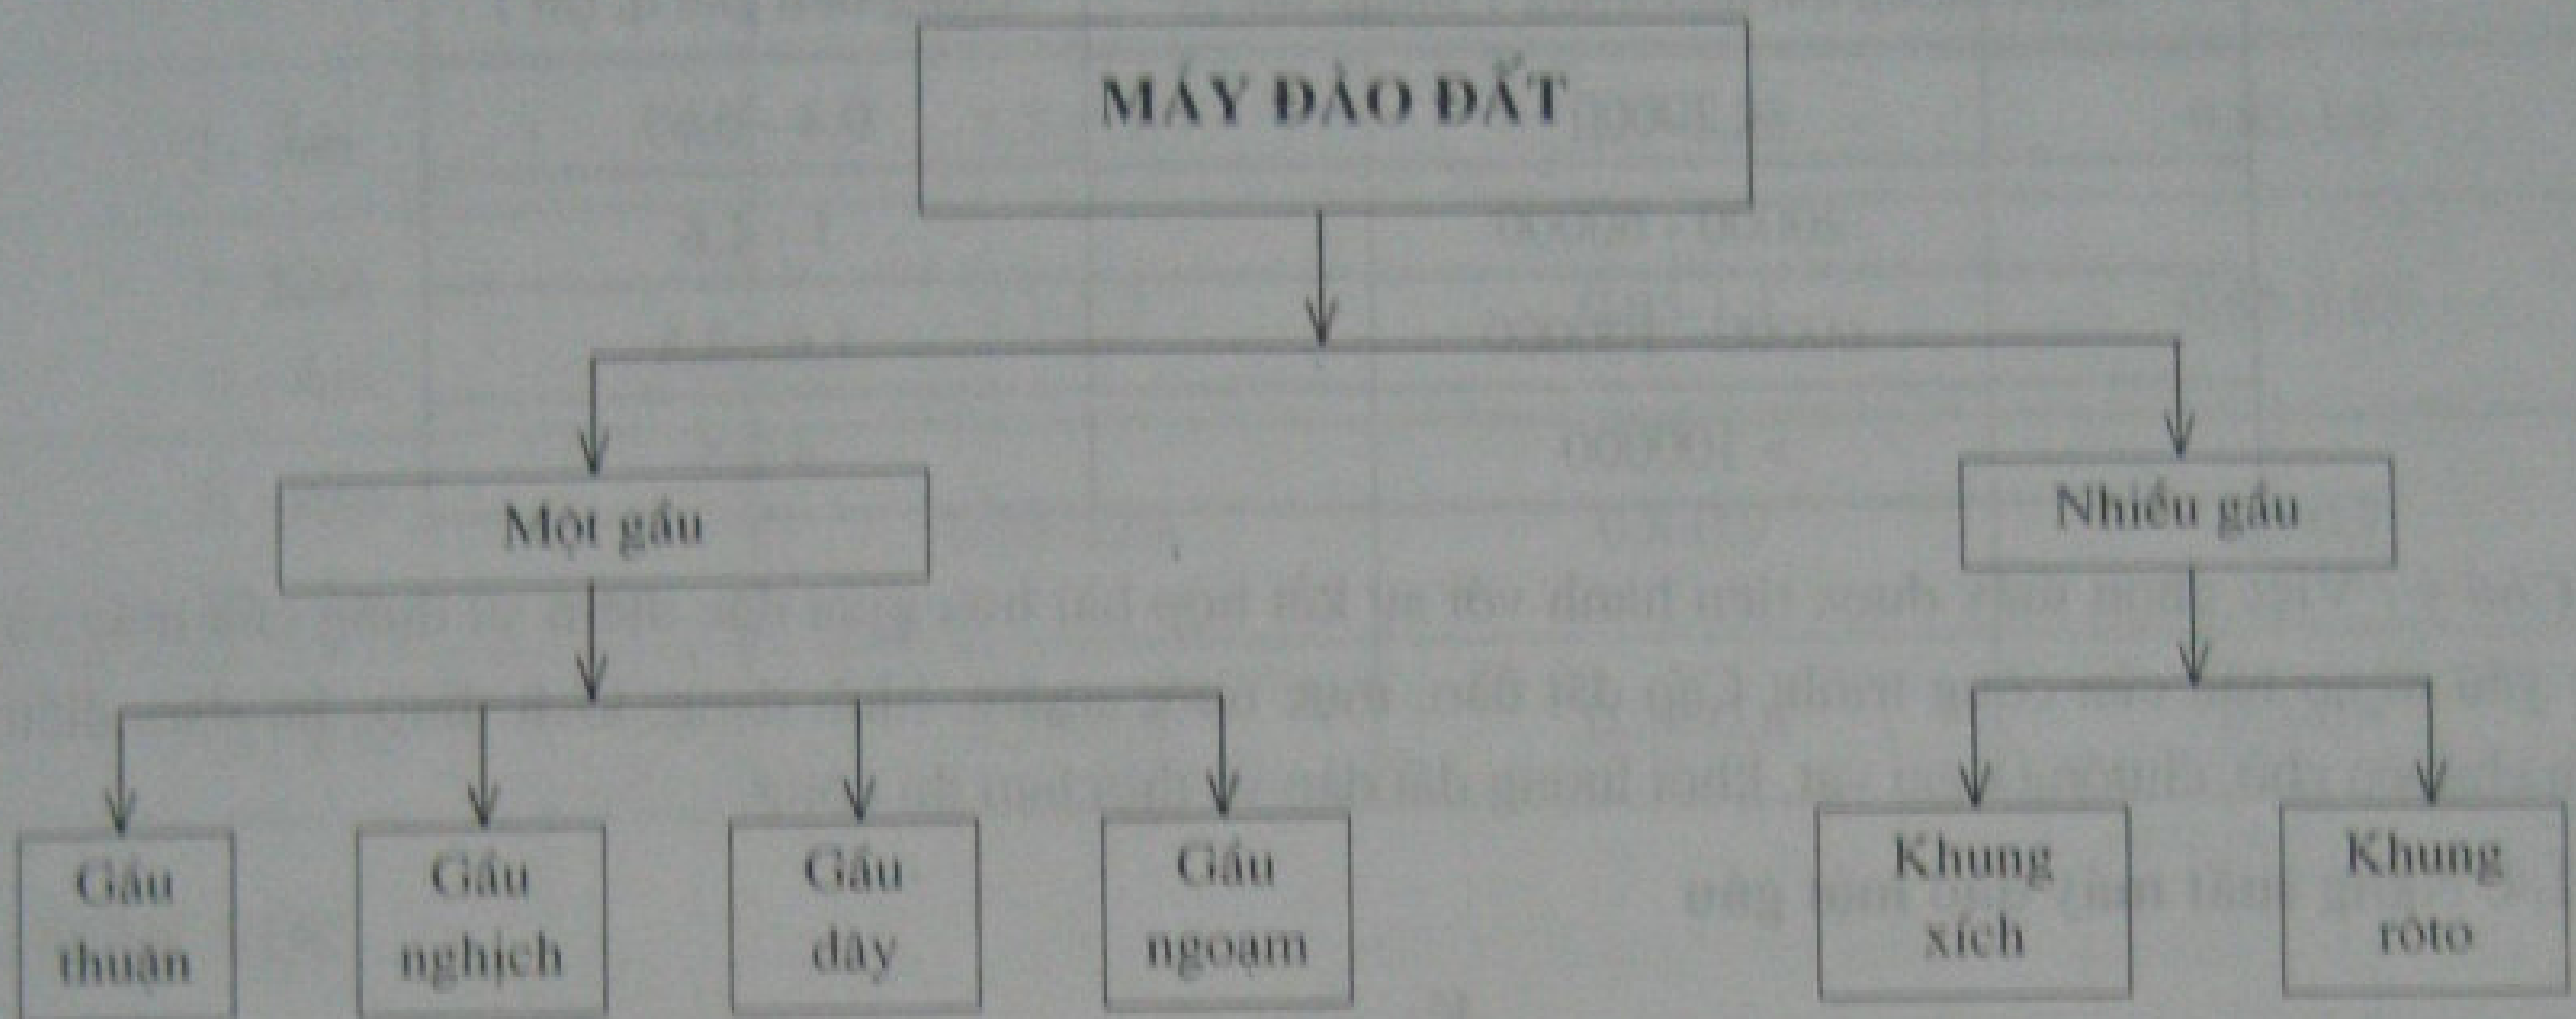 MÁY ĐÀO ĐẤT
Một gầu
Nhiều gầu
Gầu
thuận
Gầu
nghịch
Gầu
dây
Gầu
ngoạm
Khung
xích
Khung
rôto